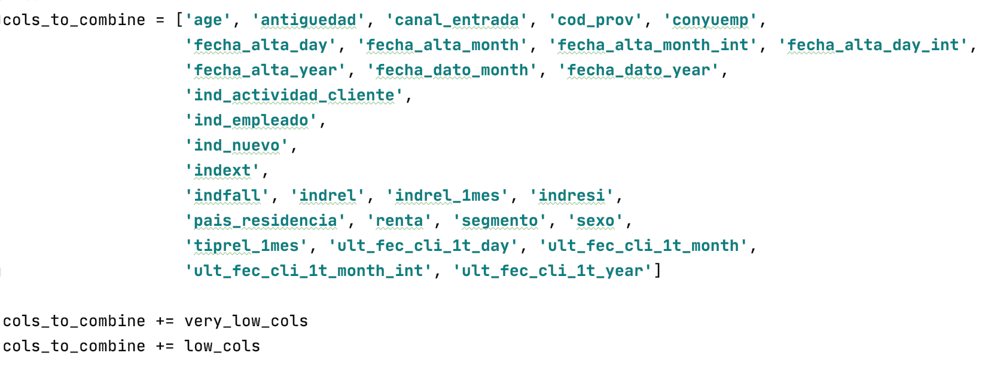 cols_to_combine = ['age', 'antiguedad', 'canal_entrada', 'cod_prov', 'conyuemp',
'fecha_alta_day', 'fecha_alta_month', 'fecha_alta_month_int', 'fecha_alta_day_int',
'fecha_alta_year', 'fecha_dato_month', 'fecha_dato_year',
'ind_actividad_cliente',
'ind_empleado',
'ind_nuevo',
'indext',
'indfall', 'indrel', 'indrel_1mes', 'indresi',
'pais_residencia', 'renta', 'segmento', 'sexo',
'tiprel_1mes', 'ult_fec_cli_1t_day', 'ult_fec_cli_1t_month',
'ult_fec_cli_1t_month_int', 'ult_fec_cli_1t_year']
cols_to_combine += very_low_cols
cols_to_combine += low_cols